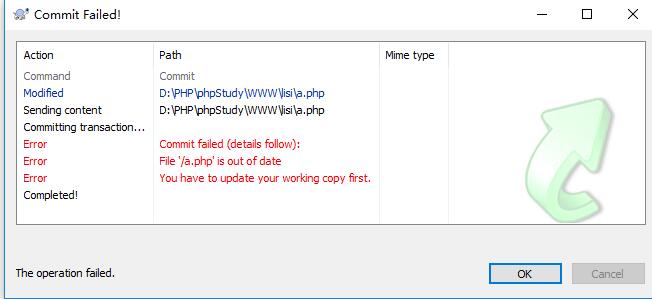 Commit Failed!
Action Path Mime type
Command Commit
Modified D:\PHP\phpStudy\WWW\lisi\a.php
Sending content D:\PHP\phpStudy\WWW\lisi\a.php
Committing transaction...
Error Commit failed (details follow):
Error File '/a.php' is out of date
Error You have to update your working copy first.
Completed!
The operation failed.
OK Cancel